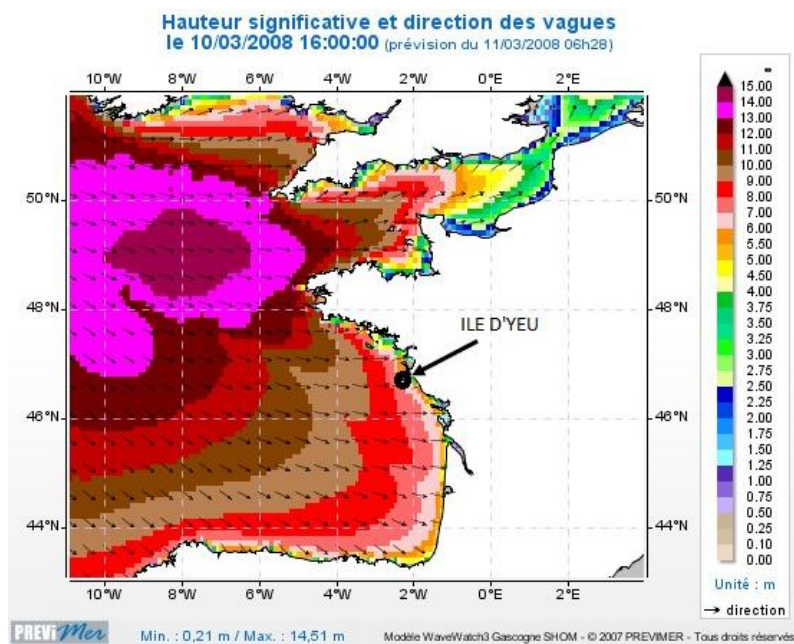 Hauteur significative et direction des vagues
le 10/03/2008 16:00:00 (prévision du 11/03/2008 06h28)
10°W 8°W 6°W 4°W 2°W 0°E 2°E
50°N 50°N
48°N 48°N
46°N 46°N
44°N 44°N
10°W 8°W 6°W 4°W 2°W 0°E 2°E
ILE D'YEU
∞
15.00
14.00
13.00
12.00
11.00
10.00
9.00
8.00
7.00
6.00
5.50
5.00
4.50
4.00
3.75
3.50
3.25
3.00
2.75
2.50
2.25
2.00
1.75
1.50
1.25
1.00
0.75
0.50
0.25
0.10
0.00
Unité : m
→ direction
PREViMer Min. : 0,21 m / Max. : 14,51 m Modèle WaveWatch3 Gascogne SHOM - © 2007 PREVIMER - Tous droits réservés